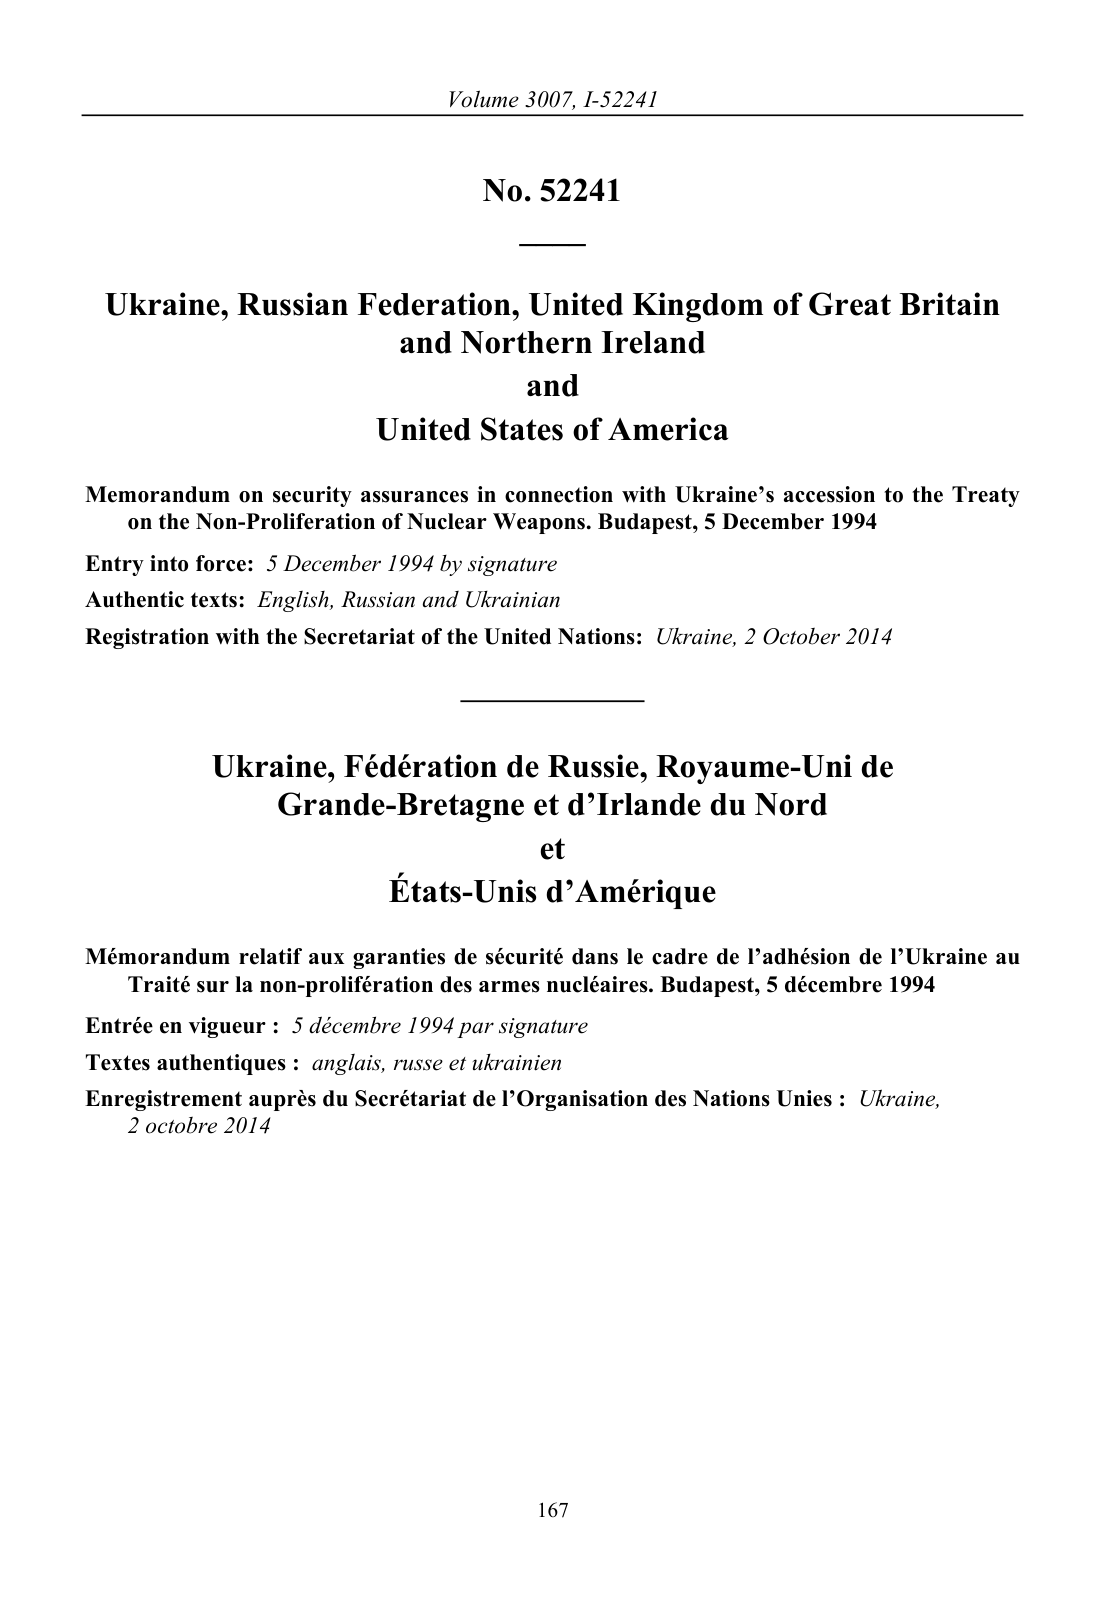 Volume 3007, I-52241
No. 52241
Ukraine, Russian Federation, United Kingdom of Great Britain
and Northern Ireland
and
United States of America
Memorandum on security assurances in connection with Ukraine’s accession to the Treaty
on the Non-Proliferation of Nuclear Weapons. Budapest, 5 December 1994
Entry into force: 5 December 1994 by signature
Authentic texts: English, Russian and Ukrainian
Registration with the Secretariat of the United Nations: Ukraine, 2 October 2014
Ukraine, Fédération de Russie, Royaume-Uni de
Grande-Bretagne et d’Irlande du Nord
et
États-Unis d’Amérique
Mémorandum relatif aux garanties de sécurité dans le cadre de l’adhésion de l’Ukraine au
Traité sur la non-prolifération des armes nucléaires. Budapest, 5 décembre 1994
Entrée en vigueur : 5 décembre 1994 par signature
Textes authentiques : anglais, russe et ukrainien
Enregistrement auprès du Secrétariat de l’Organisation des Nations Unies : Ukraine,
2 octobre 2014
167